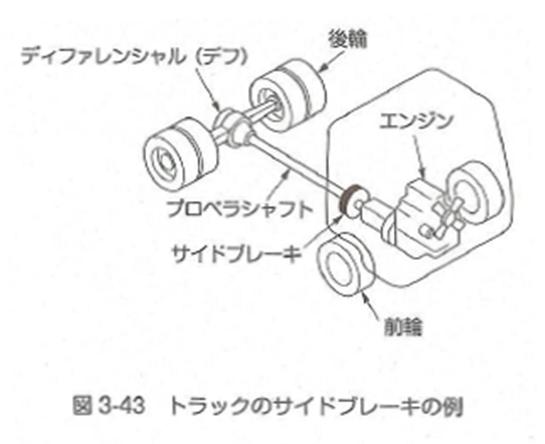 後輪
ディファレンシャル（デフ）
エンジン
プロペラシャフト
サイドブレーキ
前輪
図3-43　トラックのサイドブレーキの例